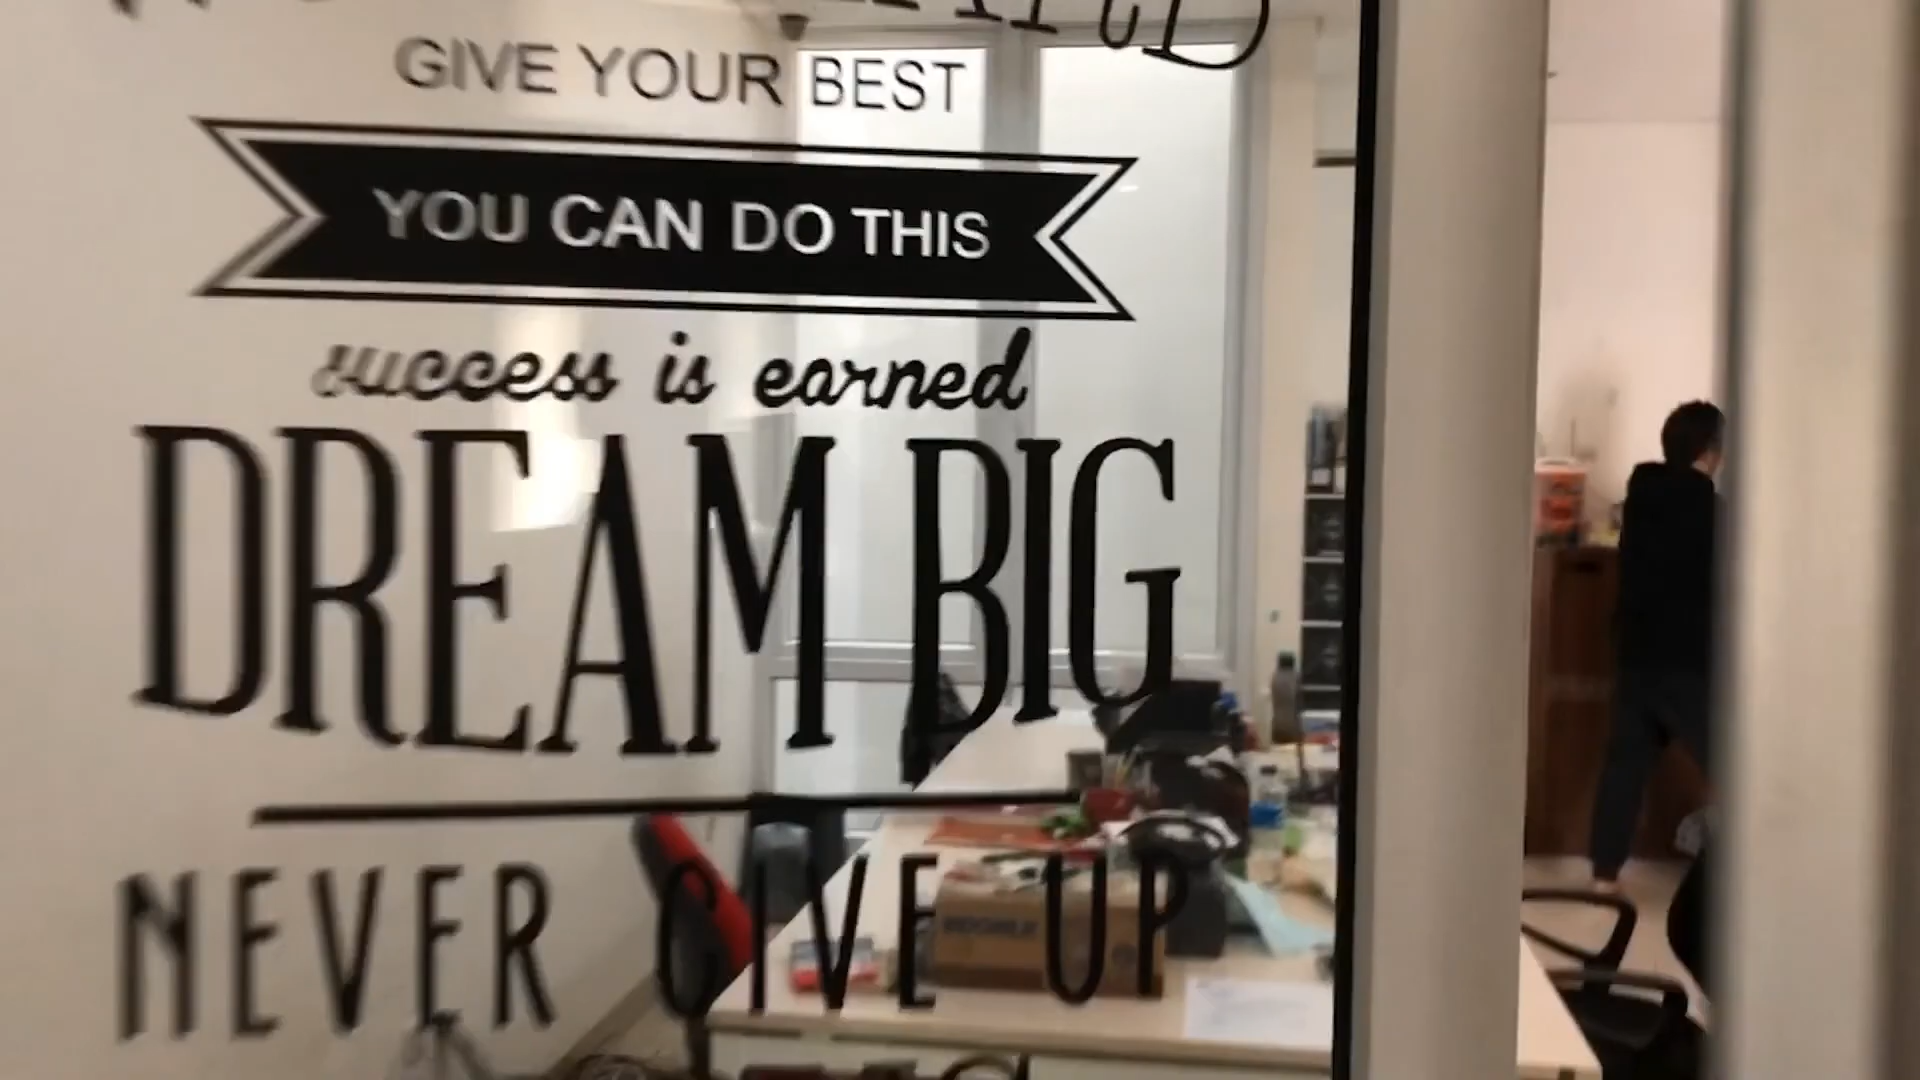 GIVE YOUR BEST
YOU CAN DO THIS
success is earned
DREAM BIG
NEVER GIVE UP